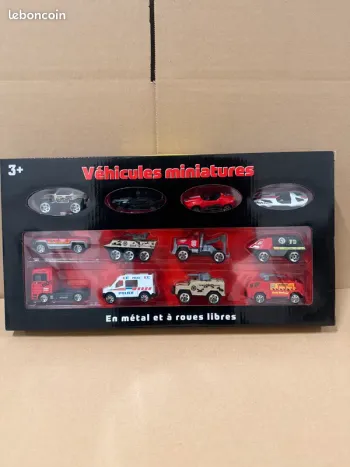 leboncoin
3+
Véhicules miniatures
En métal et à roues libres